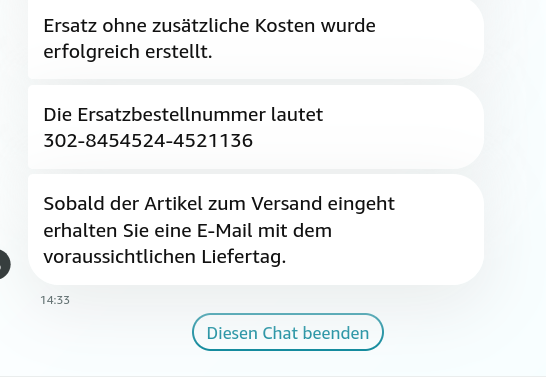 Ersatz ohne zusätzliche Kosten wurde
erfolgreich erstellt.
Die Ersatzbestellnummer lautet
302-8454524-4521136
Sobald der Artikel zum Versand eingeht
erhalten Sie eine E-Mail mit dem
voraussichtlichen Liefertag.
14:33
Diesen Chat beenden